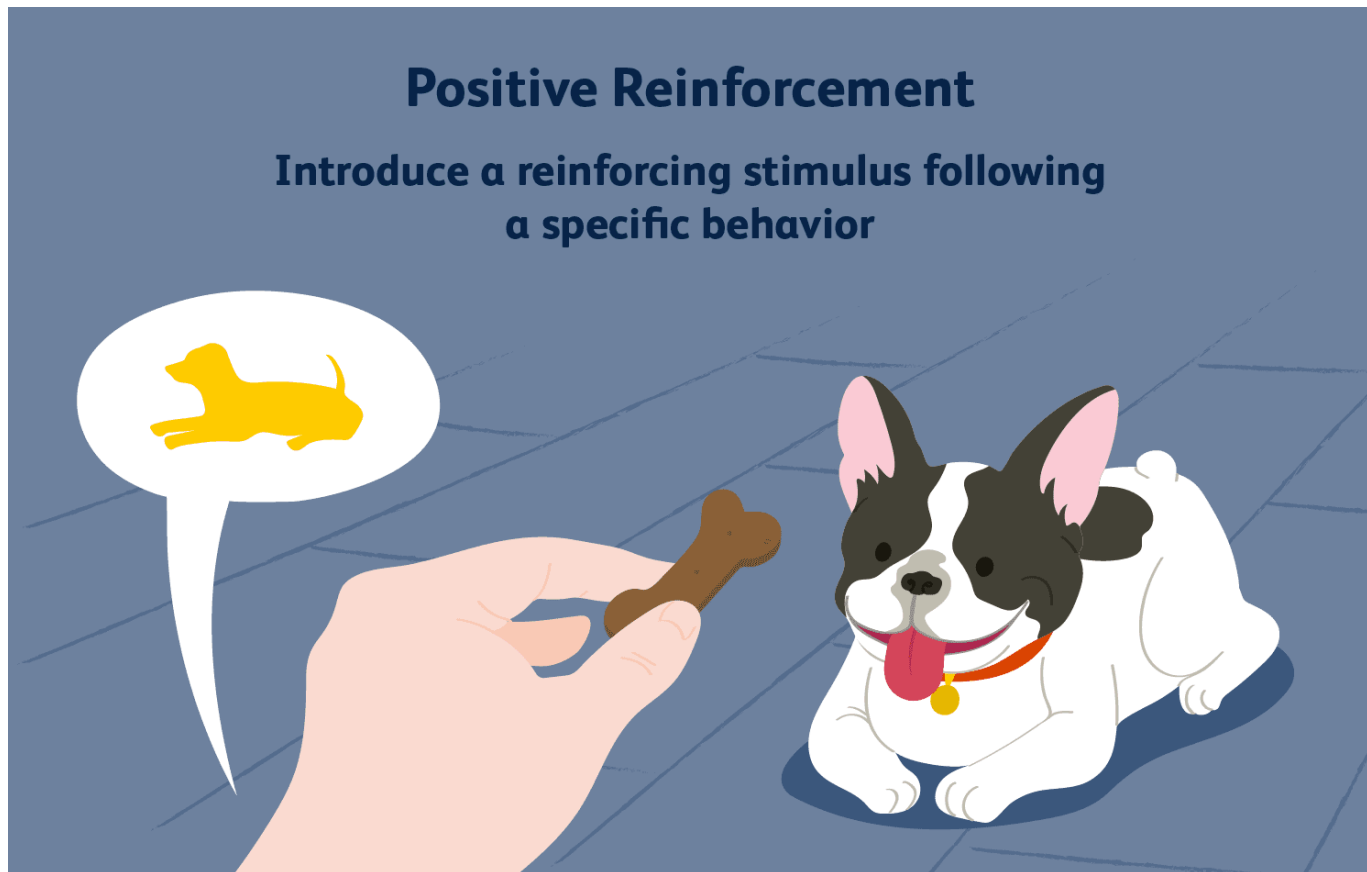 Positive Reinforcement
Introduce a reinforcing stimulus following
a specific behavior